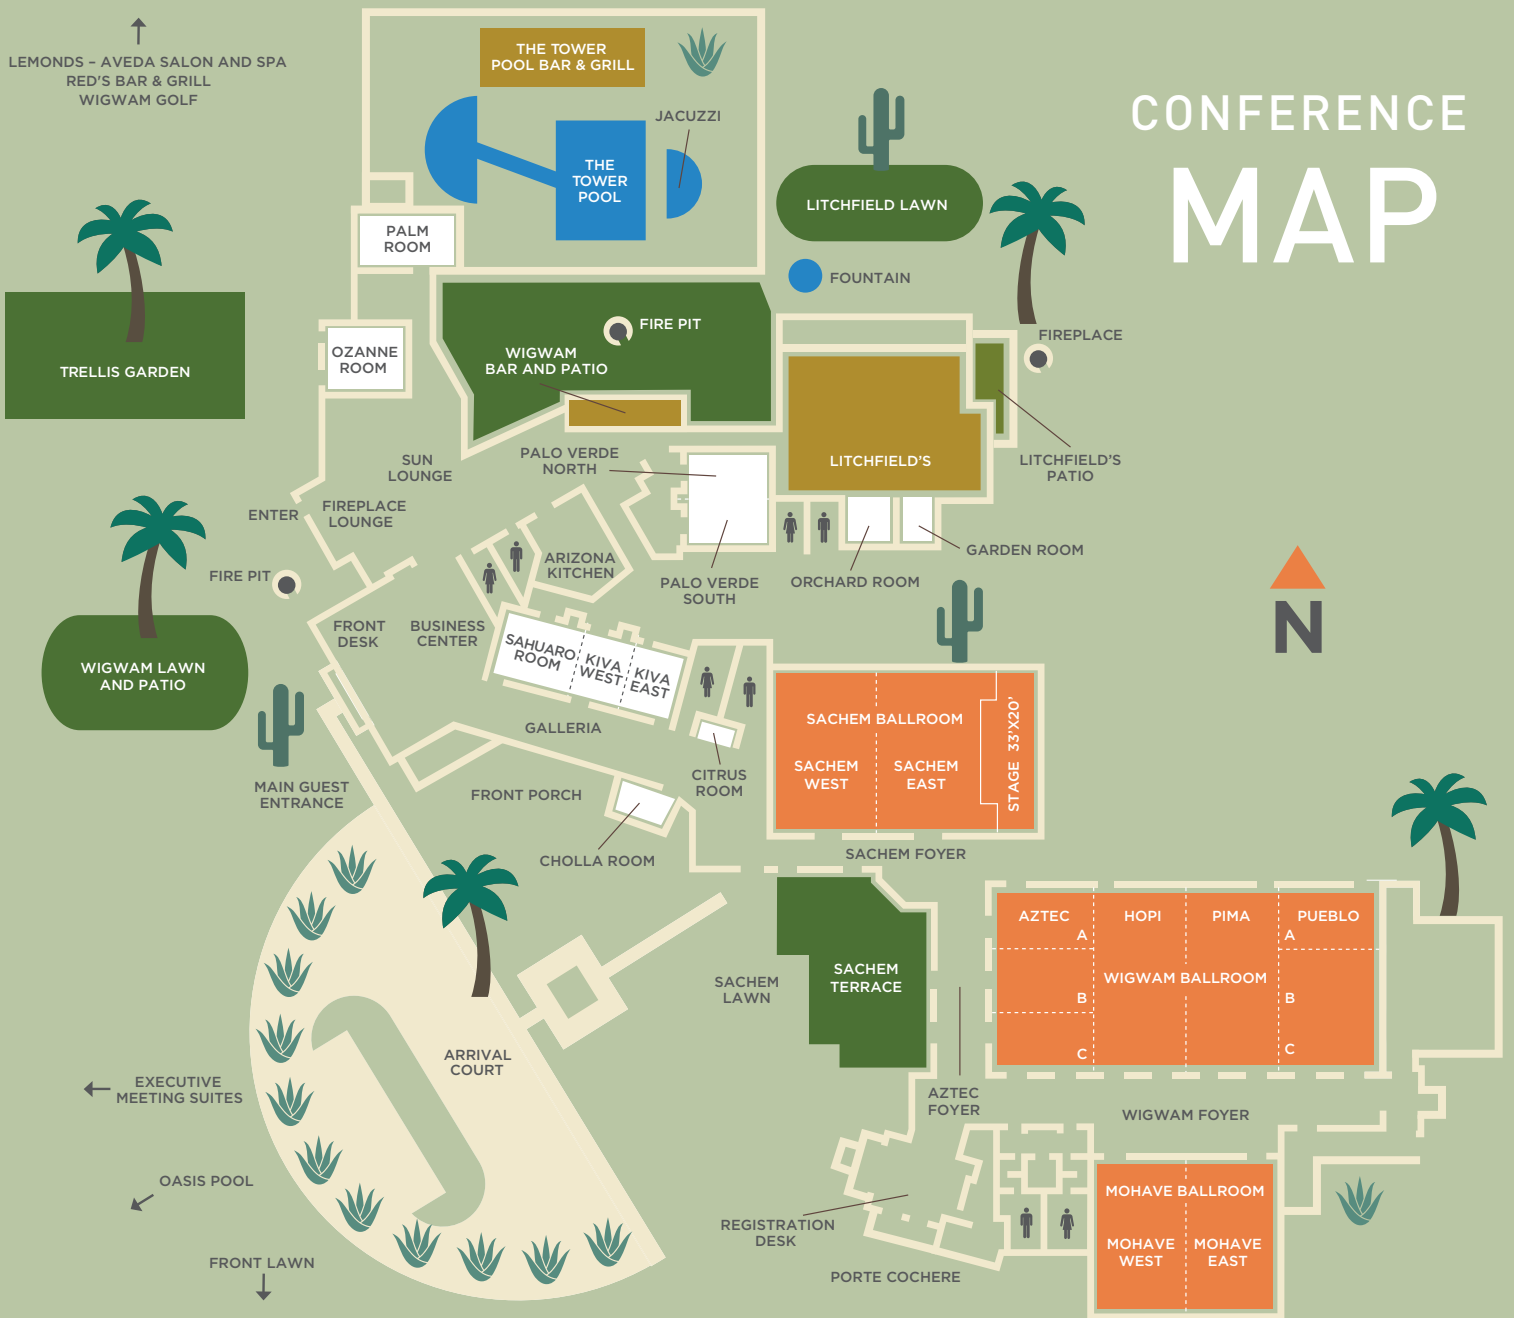 LEMONDS – AVEDA SALON AND SPA
RED'S BAR & GRILL
WIGWAM GOLF
THE TOWER
POOL BAR & GRILL
JACUZZI
THE
TOWER
POOL
CONFERENCE
MAP
LITCHFIELD LAWN
PALM
ROOM
FOUNTAIN
FIRE PIT
FIREPLACE
OZANNE
ROOM
WIGWAM
BAR AND PATIO
TRELLIS GARDEN
SUN
LOUNGE
PALO VERDE
NORTH
LITCHFIELD'S
LITCHFIELD'S
PATIO
ENTER
FIREPLACE
LOUNGE
GARDEN ROOM
ARIZONA
KITCHEN
FIRE PIT
PALO VERDE
SOUTH
ORCHARD ROOM
N
FRONT
DESK
BUSINESS
CENTER
SAHUARO
ROOM
KIVA
WEST
KIVA
EAST
WIGWAM LAWN
AND PATIO
GALLERIA
SACHEM BALLROOM
SACHEM
WEST
SACHEM
EAST
STAGE 33'X20'
CITRUS
ROOM
MAIN GUEST
ENTRANCE
FRONT PORCH
CHOLLA ROOM
SACHEM FOYER
AZTEC
HOPI
PIMA
PUEBLO
A
A
SACHEM
TERRACE
SACHEM
LAWN
WIGWAM BALLROOM
B
B
C
C
ARRIVAL
COURT
EXECUTIVE
MEETING SUITES
AZTEC
FOYER
WIGWAM FOYER
OASIS POOL
MOHAVE BALLROOM
REGISTRATION
DESK
MOHAVE
WEST
MOHAVE
EAST
FRONT LAWN
PORTE COCHERE